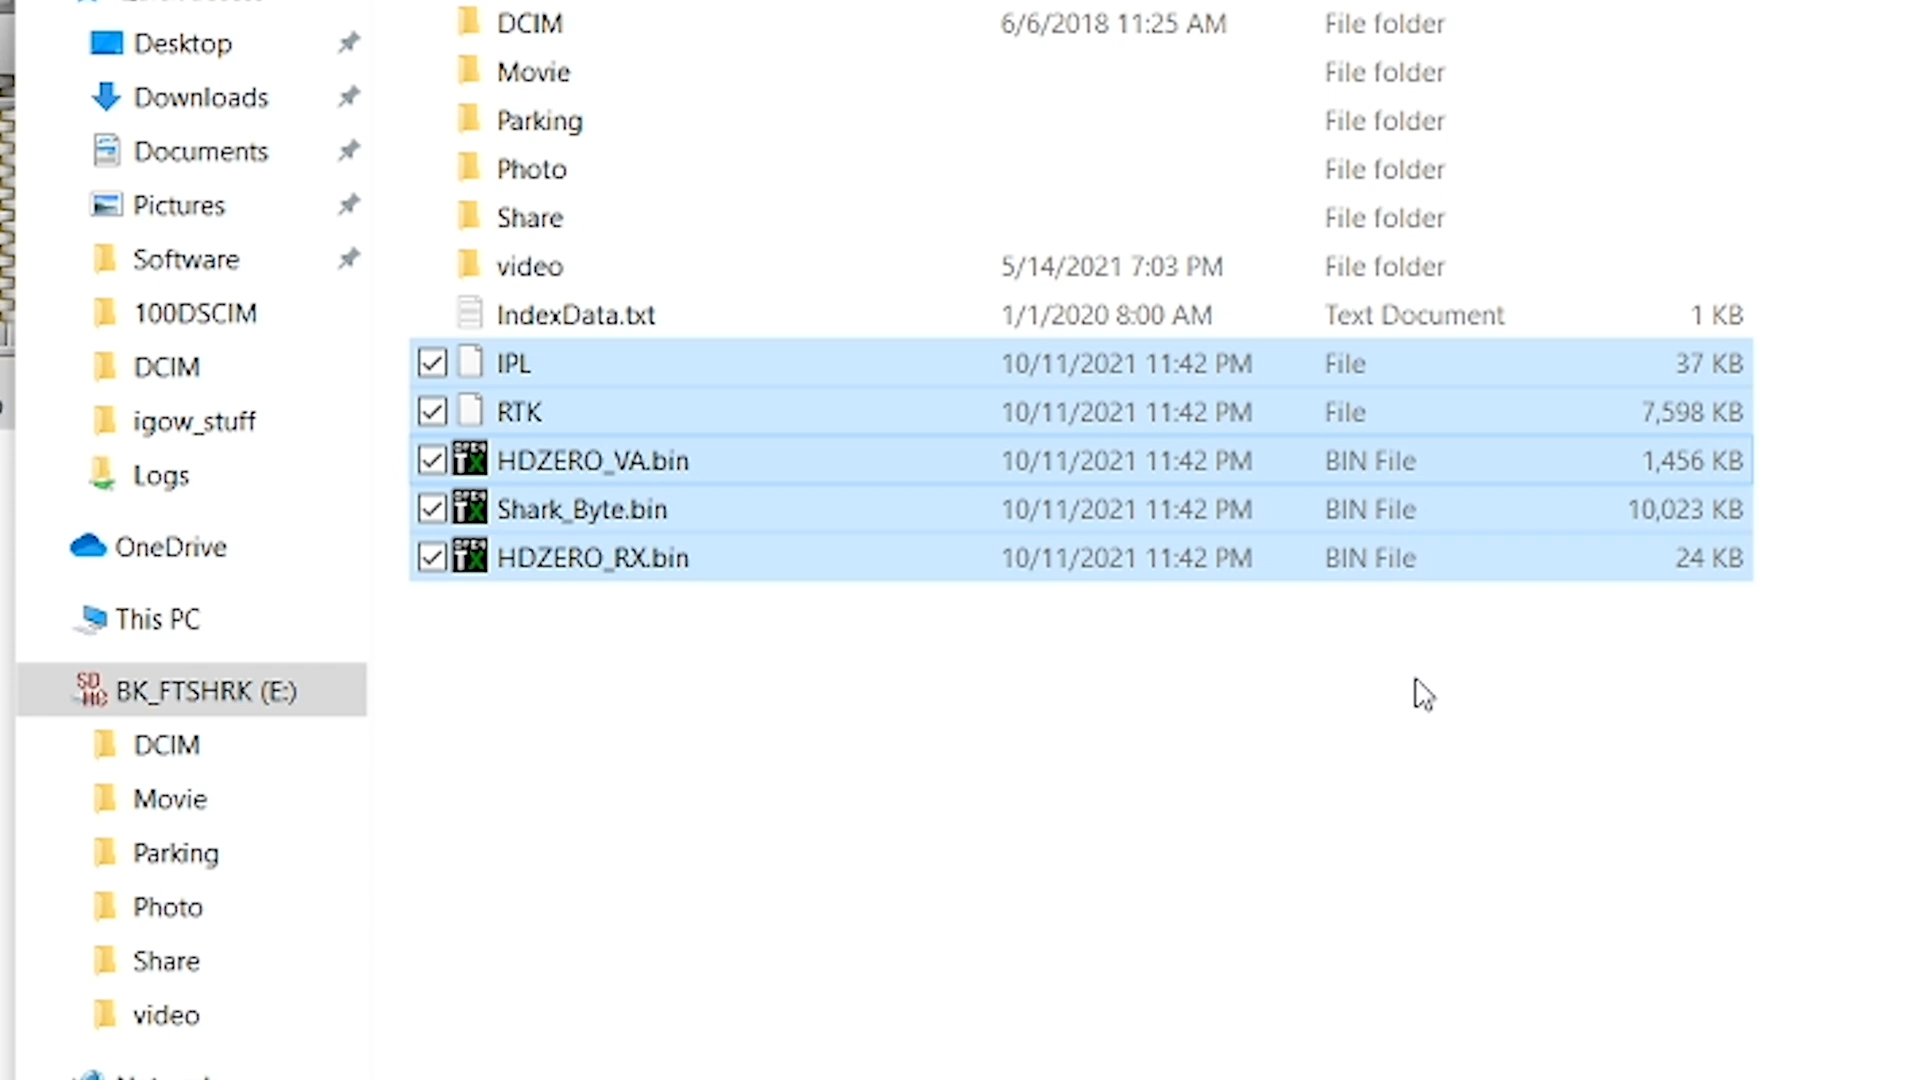 Desktop
Downloads
Documents
Pictures
Software
100DSCIM
DCIM
igow_stuff
Logs
OneDrive
This PC
BK_FTSHRK (E:)
DCIM
Movie
Parking
Photo
Share
video
DCIM 6/6/2018 11:25 AM File folder
Movie File folder
Parking File folder
Photo File folder
Share File folder
video 5/14/2021 7:03 PM File folder
IndexData.txt 1/1/2020 8:00 AM Text Document 1 KB
IPL 10/11/2021 11:42 PM File 37 KB
RTK 10/11/2021 11:42 PM File 7,598 KB
HDZERO_VA.bin 10/11/2021 11:42 PM BIN File 1,456 KB
Shark_Byte.bin 10/11/2021 11:42 PM BIN File 10,023 KB
HDZERO_RX.bin 10/11/2021 11:42 PM BIN File 24 KB